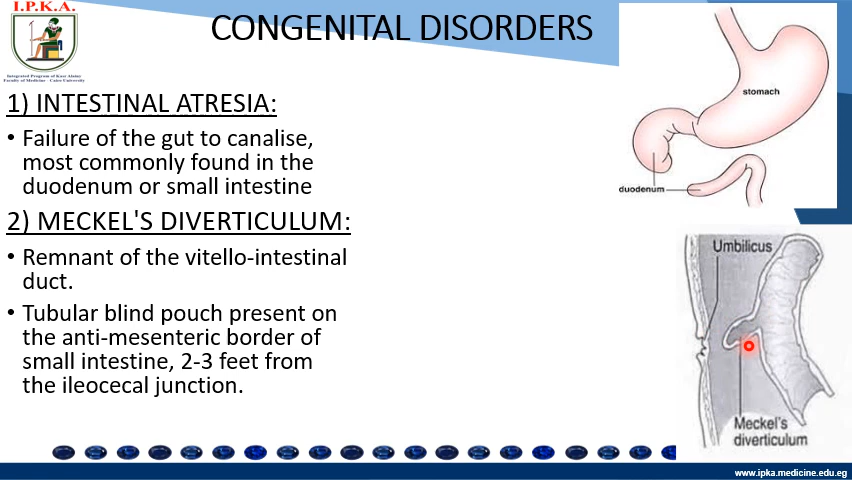 I.P.K.A.
Integrated Program of Kasr Alainy
Faculty of Medicine - Cairo University
CONGENITAL DISORDERS
1) INTESTINAL ATRESIA:
• Failure of the gut to canalise,
most commonly found in the
duodenum or small intestine
2) MECKEL'S DIVERTICULUM:
• Remnant of the vitello-intestinal
duct.
• Tubular blind pouch present on
the anti-mesenteric border of
small intestine, 2-3 feet from
the ileocecal junction.
stomach
duodenum
Umbilicus
Meckel's
diverticulum
www.ipka.medicine.edu.eg